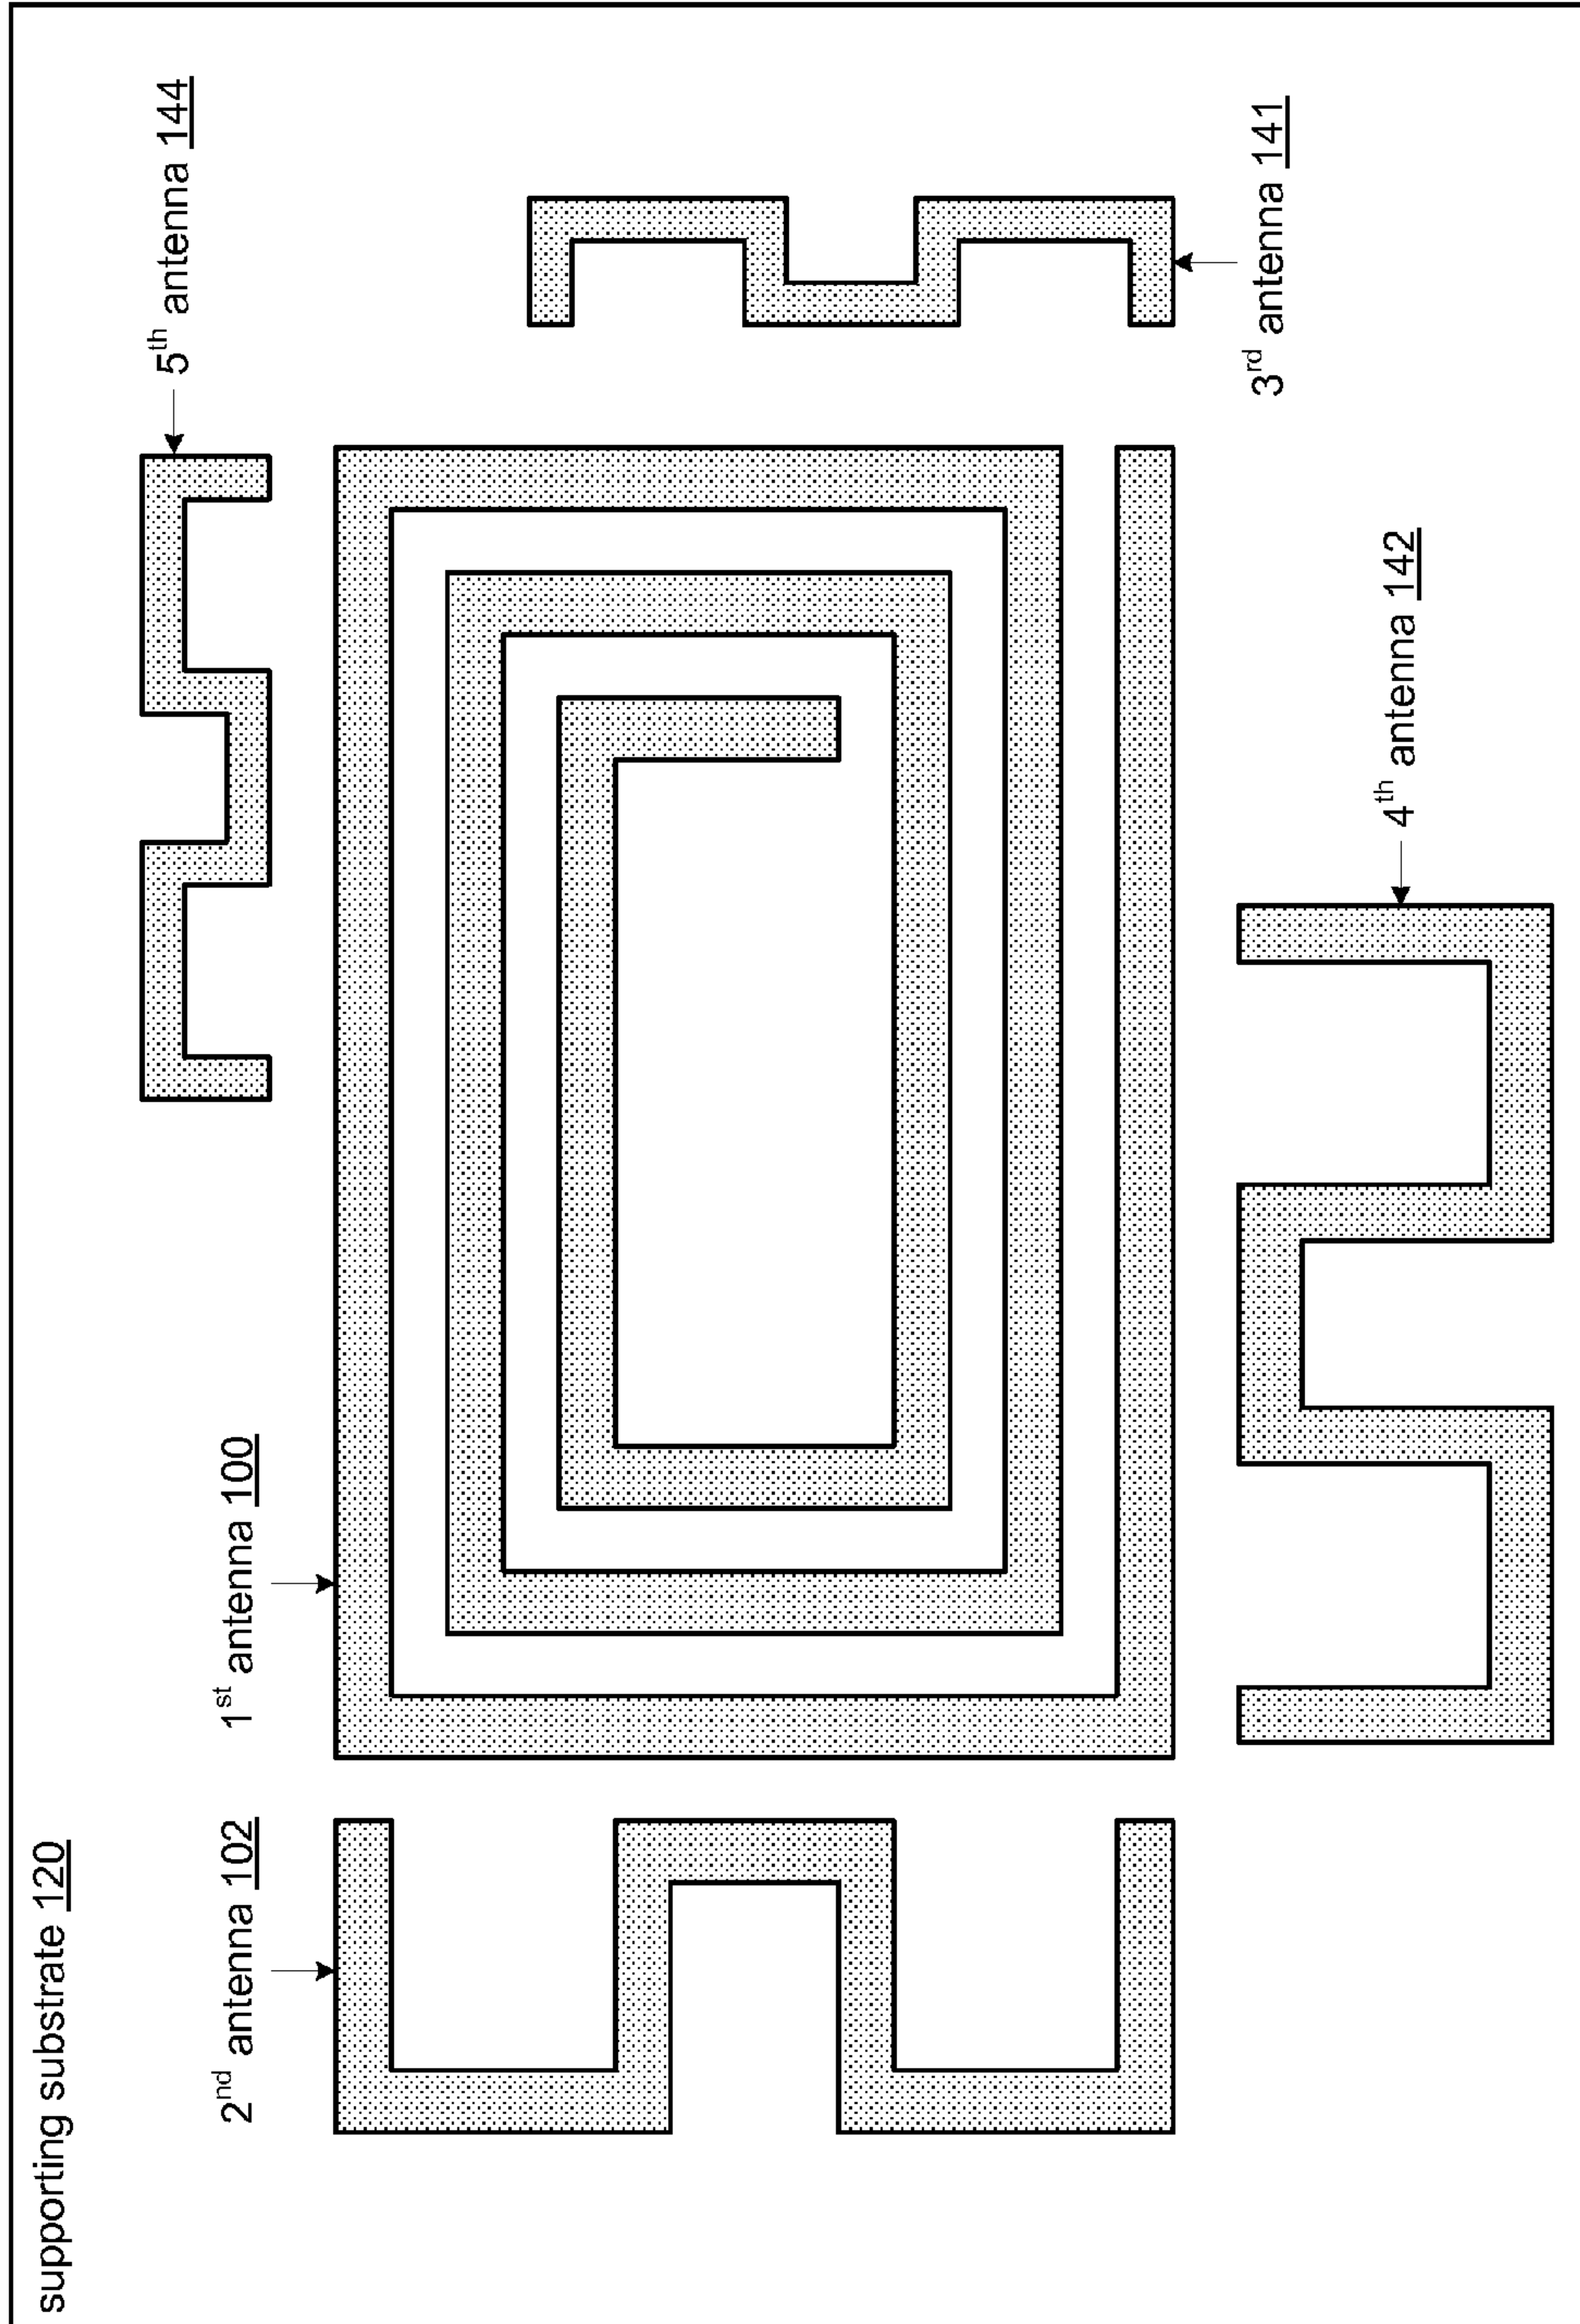 supporting substrate 120
2nd antenna 102
1st antenna 100
5th antenna 144
4th antenna 142
3rd antenna 141